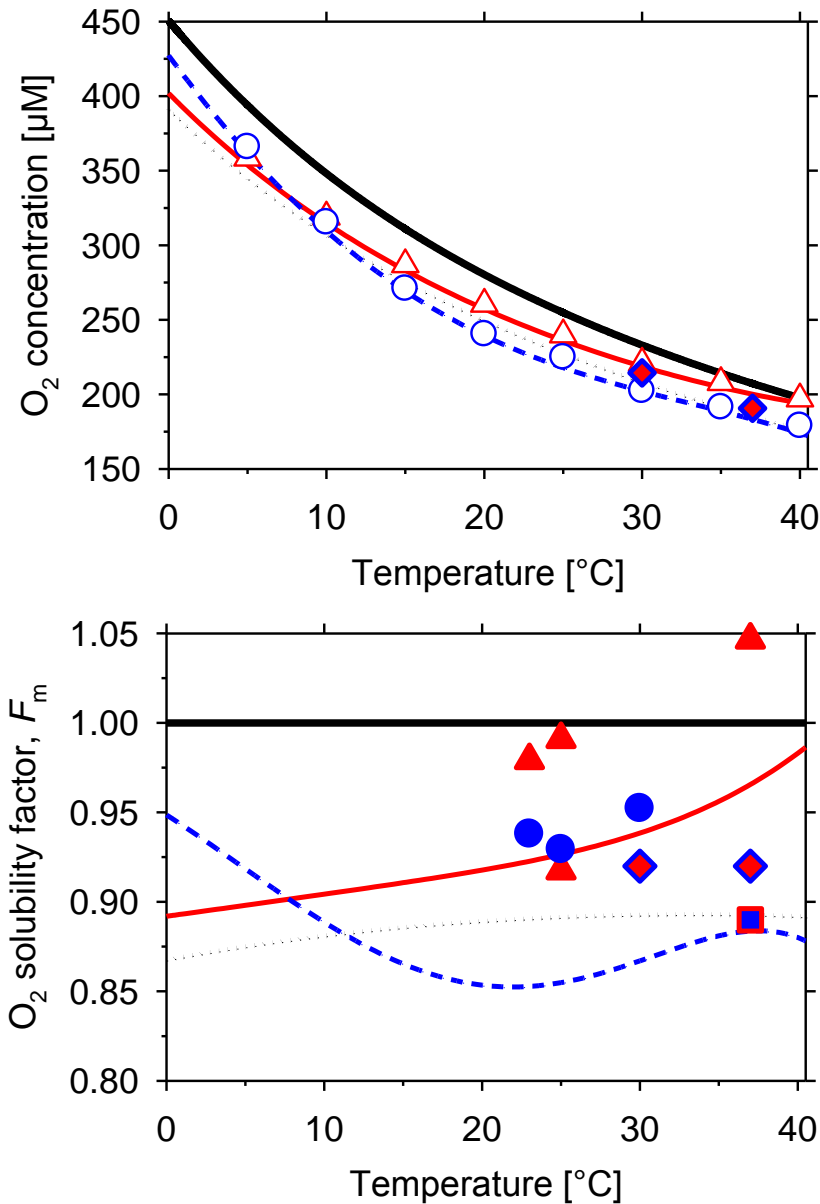 O2 concentration [µM]
450
400
350
300
250
200
150
0 10 20 30 40
Temperature [°C]
O2 solubility factor, Fm
1.05
1.00
0.95
0.90
0.85
0.80
0 10 20 30 40
Temperature [°C]